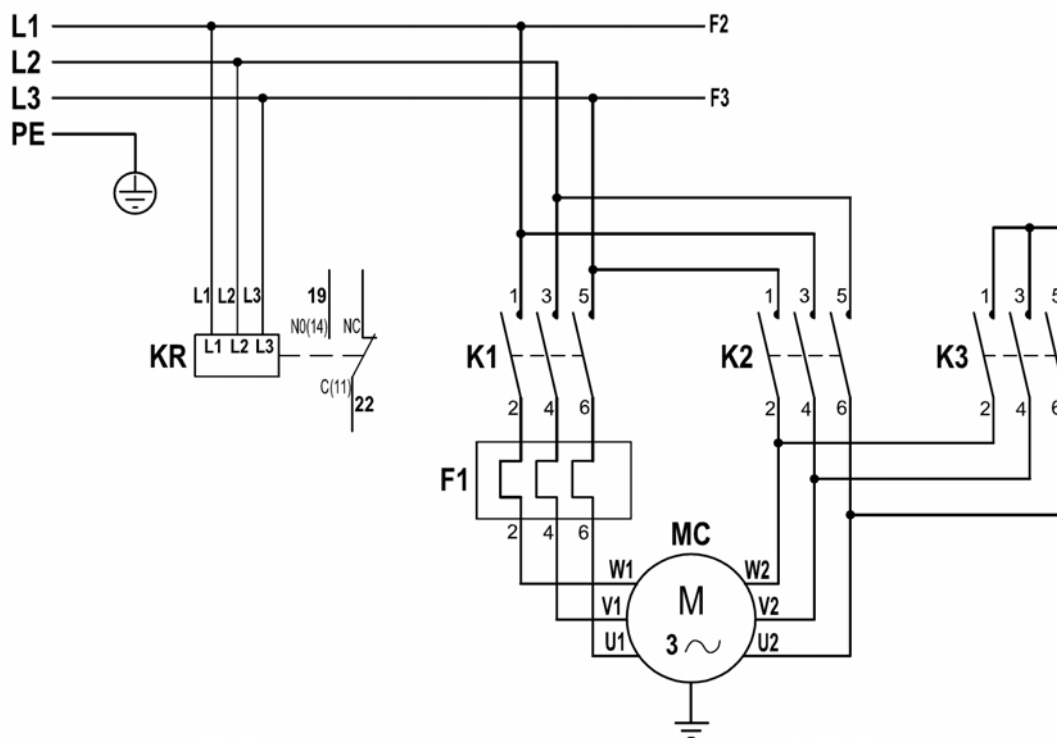 L1 F2
L2
L3 F3
PE
L1 L2 L3 19 1 3 5 1 3 5 1 3 5
N0(14) NC
KR L1 L2 L3 K1 K2 K3
C(11)
22 2 4 6 2 4 6 2 4 6
F1
2 4 6 MC
W1 W2
M
V1 V2
3 U1 U2